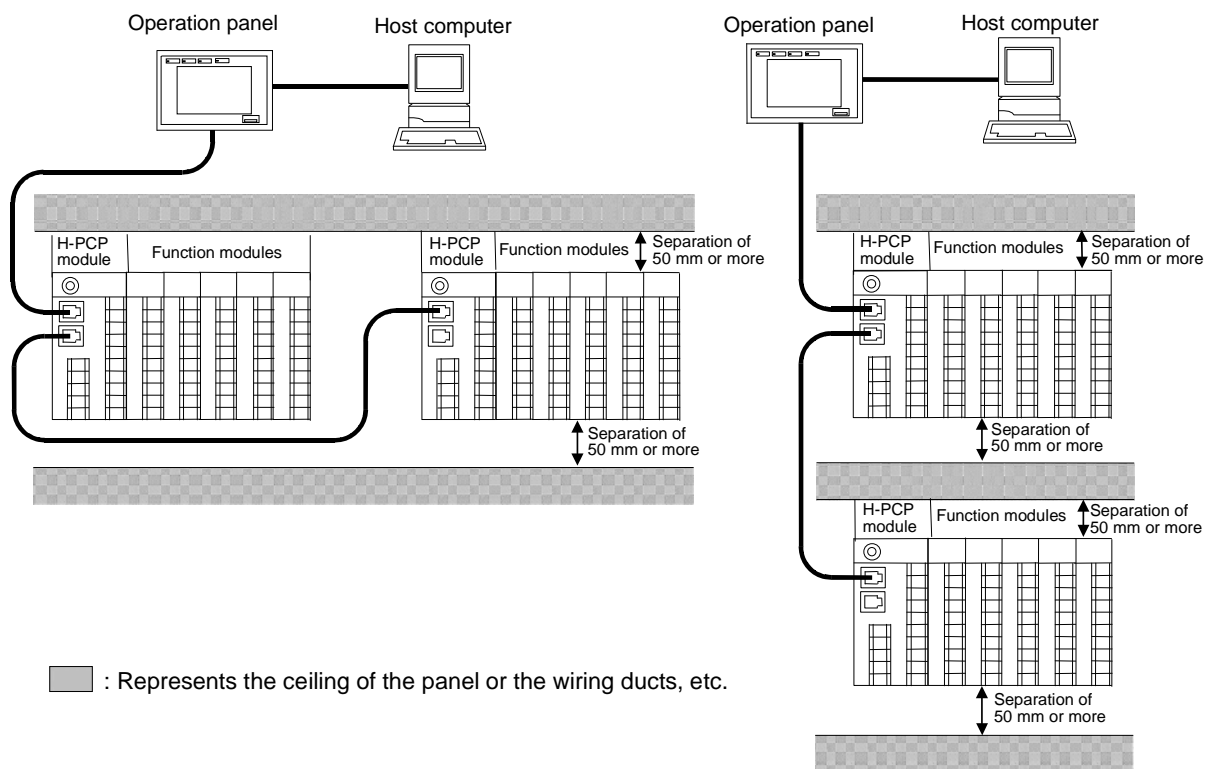 Operation panel
Host computer
H-PCP
module
Function modules
H-PCP
module
Function modules
Separation of
50 mm or more
Separation of
50 mm or more
Operation panel
Host computer
H-PCP
module
Function modules
Separation of
50 mm or more
Separation of
50 mm or more
H-PCP
module
Function modules
Separation of
50 mm or more
Separation of
50 mm or more
: Represents the ceiling of the panel or the wiring ducts, etc.